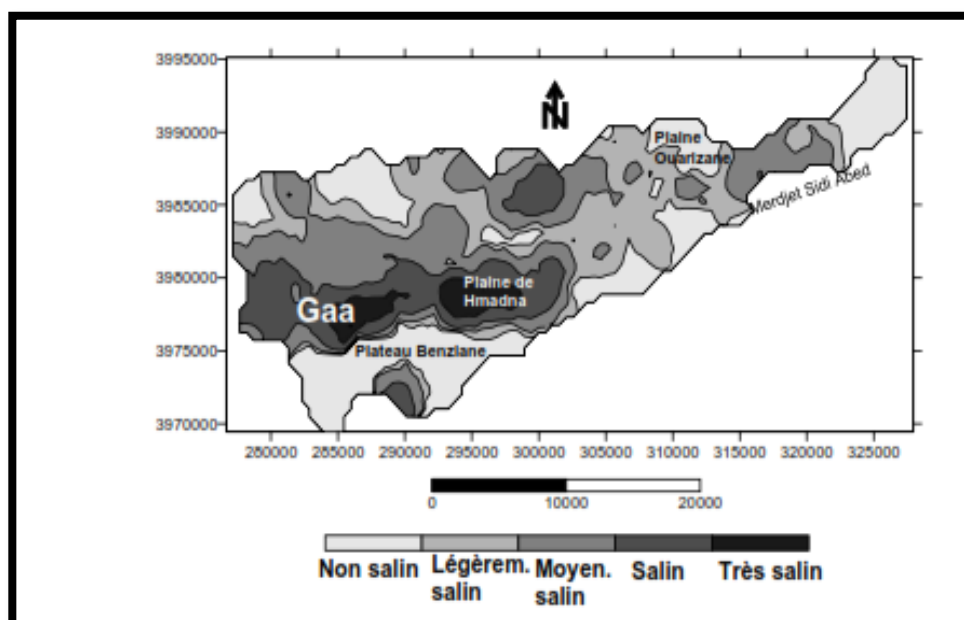 3995000
3990000
3985000
3980000
3975000
3970000
N
Plaine
Ouarizane
Merdjet Sidi Abed
Plaine de
Hmadna
Gaa
Plateau Benziane
280000 285000 290000 295000 300000 305000 310000 315000 320000 325000
0 10000 20000
Non salin Légèrem. salin Moyen. salin Salin Très salin